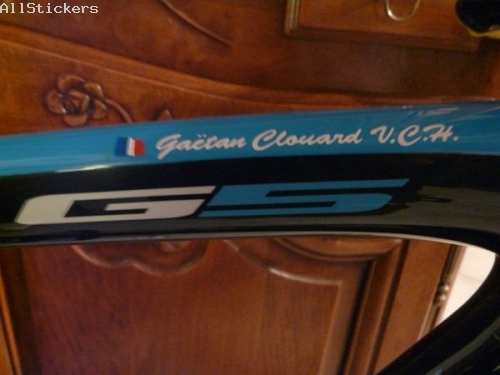 AllStickers
Gaëtan Clouard V.C.H.
G5